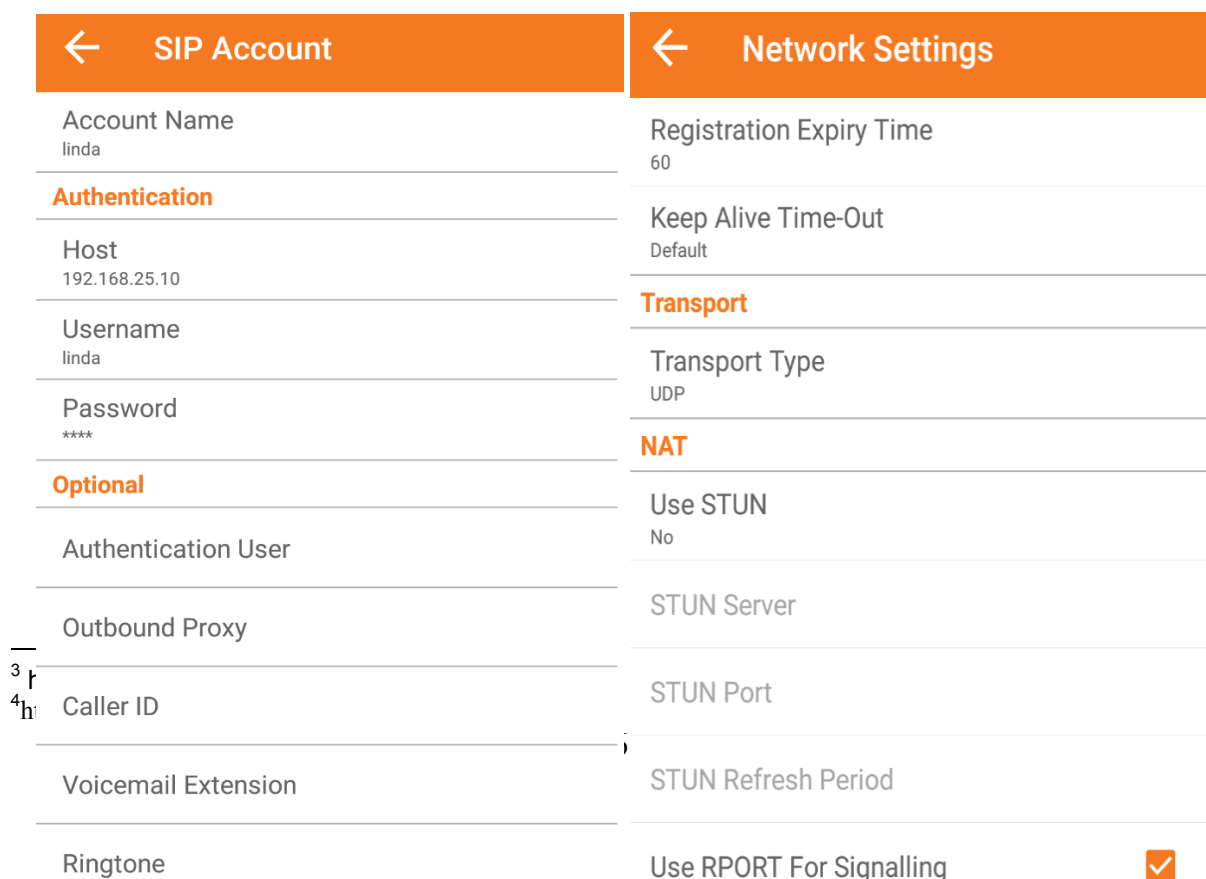 SIP Account
Account Name
linda
Authentication
Host
192.168.25.10
Username
linda
Password
****
Optional
Authentication User
Outbound Proxy
Caller ID
Voicemail Extension
Ringtone
3
4
Network Settings
Registration Expiry Time
60
Keep Alive Time-Out
Default
Transport
Transport Type
UDP
NAT
Use STUN
No
STUN Server
STUN Port
STUN Refresh Period
Use RPORT For Signalling